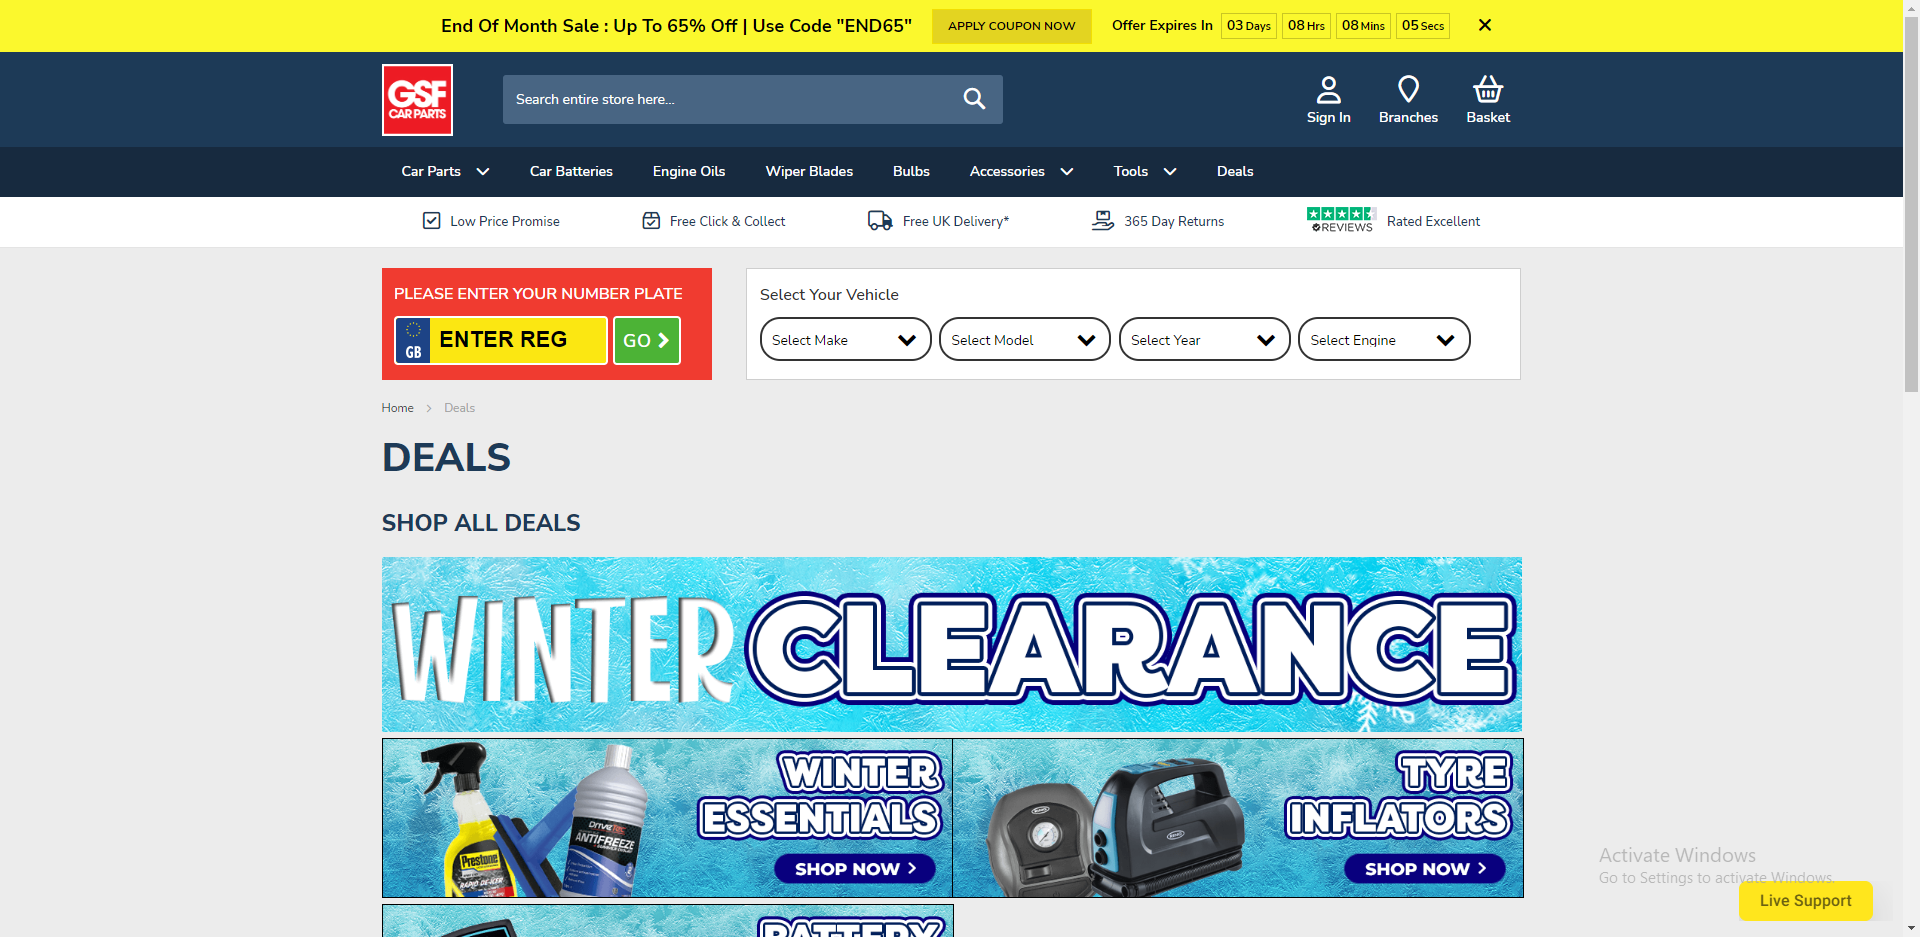 End Of Month Sale : Up To 65% Off | Use Code "END65"
APPLY COUPON NOW
Offer Expires In 03 Days 08 Hrs 08 Mins 05 Secs
GSF
CAR PARTS
Search entire store here...
Sign In
Branches
Basket
Car Parts
Car Batteries
Engine Oils
Wiper Blades
Bulbs
Accessories
Tools
Deals
Low Price Promise
Free Click & Collect
Free UK Delivery*
365 Day Returns
REVIEWS
Rated Excellent
PLEASE ENTER YOUR NUMBER PLATE
GB
ENTER REG
GO
Select Your Vehicle
Select Make
Select Model
Select Year
Select Engine
Home
Deals
DEALS
SHOP ALL DEALS
WINTER CLEARANCE
WINTER
ESSENTIALS
SHOP NOW
Prestone
RAPID DE-ICER
DriveTec
ANTIFREEZE
TYRE
INFLATORS
SHOP NOW
BATTERY
Activate Windows
Go to Settings to activate Windows.
Live Support